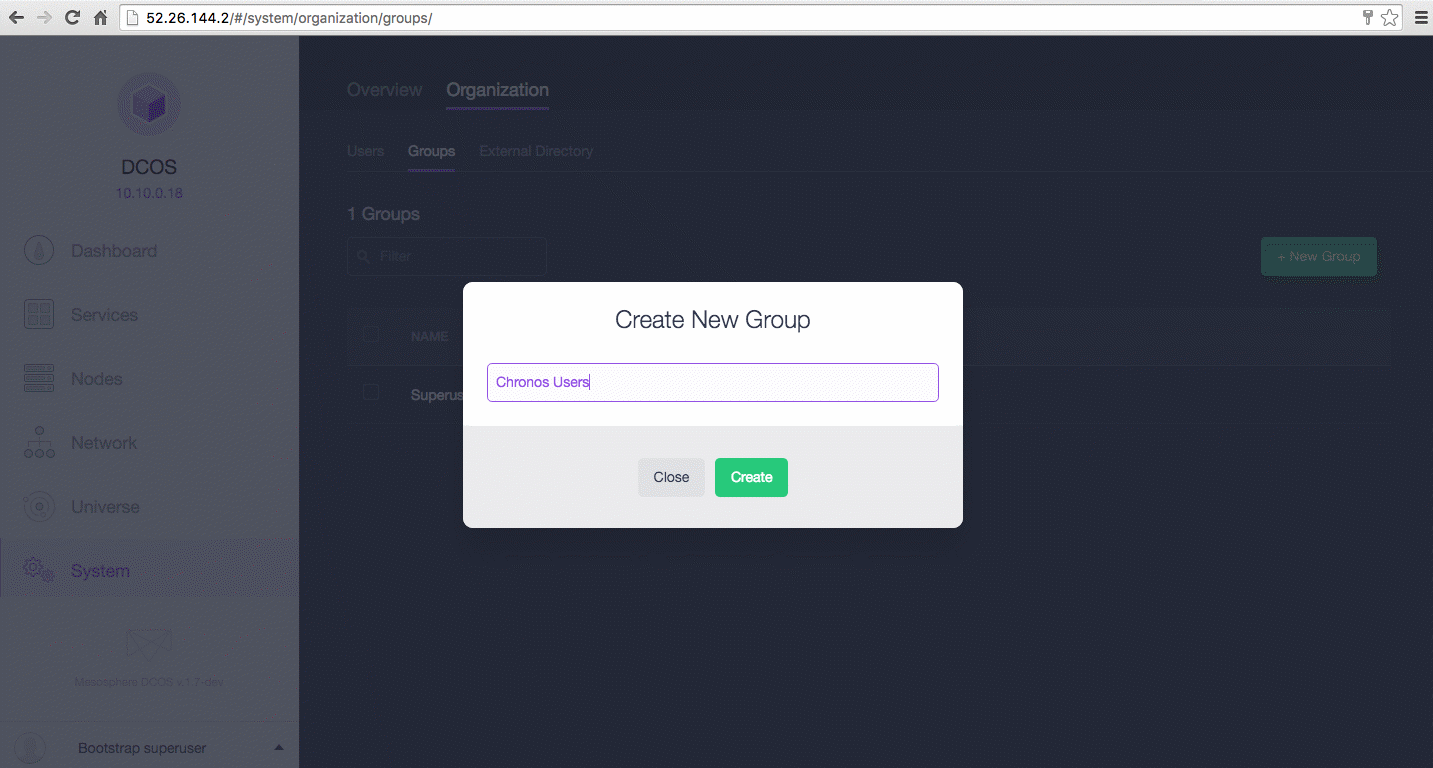 52.26.144.2/#/system/organization/groups/
DCOS
10.10.0.18
Dashboard
Services
Nodes
Network
Universe
System
Mesosphere DCOS v.1.7-dev
Bootstrap superuser
Overview Organization
Users Groups External Directory
1 Groups
Filter
+ New Group
NAME
Superus
Create New Group
Chronos Users
Close Create